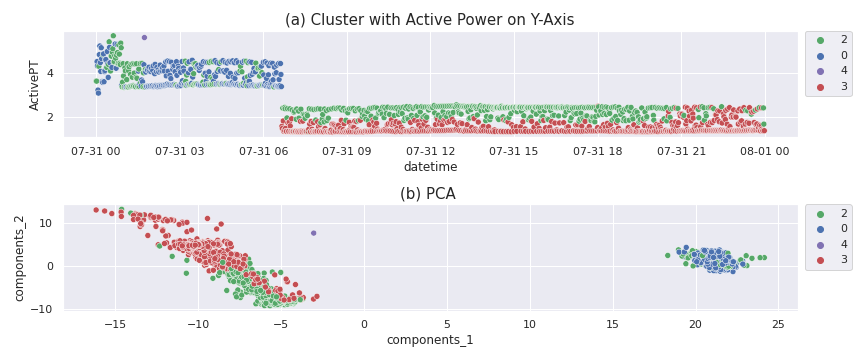 (a) Cluster with Active Power on Y-Axis
ActivePT
4
2
07-31 00 07-31 03 07-31 06 07-31 09 07-31 12 07-31 15 07-31 18 07-31 21 08-01 00
datetime
2
0
4
3
(b) PCA
components_2
10
0
−10
−15 −10 −5 0 5 10 15 20 25
components_1
2
0
4
3